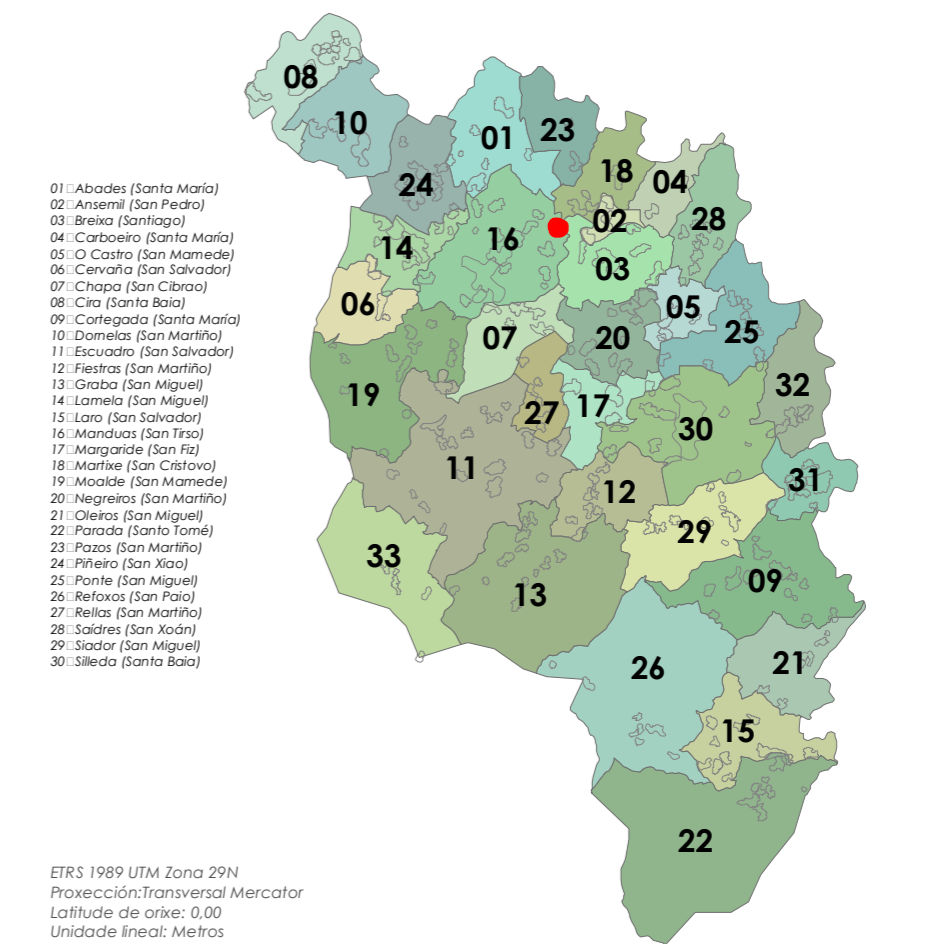 08
10
01
23
24
18
04
02
28
16
14
03
06
05
07
20
25
19
27
17
32
30
11
12
31
33
29
13
09
26
21
15
22
01□Abades (Santa María)
02□Ansemil (San Pedro)
03□Breixa (Santiago)
04□Carboeiro (Santa María)
05□O Castro (San Mamede)
06□Cervaña (San Salvador)
07□Chapa (San Cibrao)
08□Cira (Santa Baia)
09□Cortegada (Santa María)
10□Dornelas (San Martiño)
11□Escuadro (San Salvador)
12□Fiestras (San Martiño)
13□Graba (San Miguel)
14□Lamela (San Miguel)
15□Laro (San Salvador)
16□Manduas (San Tirso)
17□Margaride (San Fiz)
18□Martixe (San Cristovo)
19□Moalde (San Mamede)
20□Negreiros (San Martiño)
21□Oleiros (San Miguel)
22□Parada (Santo Tomé)
23□Pazos (San Martiño)
24□Piñeiro (San Xiao)
25□Ponte (San Miguel)
26□Refoxos (San Paio)
27□Rellas (San Martiño)
28□Saídres (San Xoán)
29□Siador (San Miguel)
30□Silleda (Santa Baia)
ETRS 1989 UTM Zona 29N
Proxección:Transversal Mercator
Latitude de orixe: 0,00
Unidade lineal: Metros